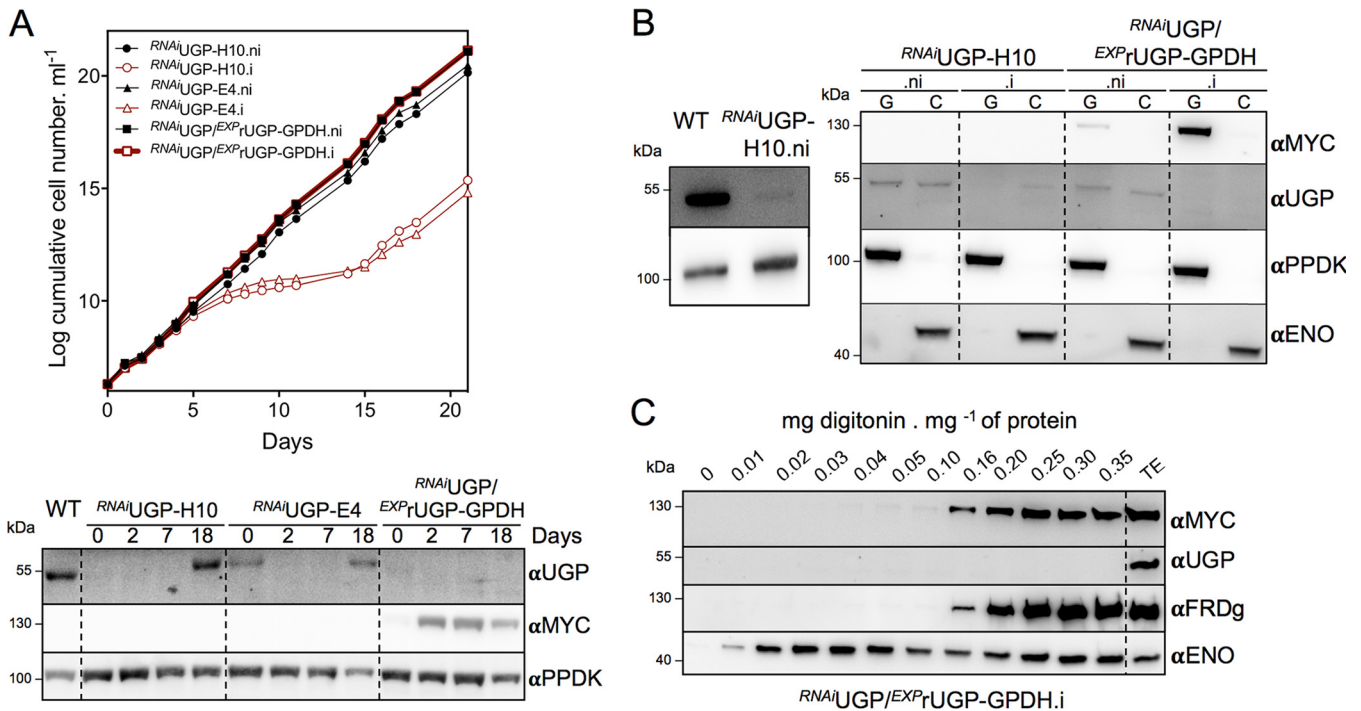 A
Log cumulative cell number. ml-1
20
15
10
0 5 10 15 20
Days
RNAiUGP-H10.ni
RNAiUGP-H10.i
RNAiUGP-E4.ni
RNAiUGP-E4.i
RNAiUGP/EXPrUGP-GPDH.ni
RNAiUGP/EXPrUGP-GPDH.i
RNAiUGP/
WT RNAiUGP-H10 RNAiUGP-E4 EXPrUGP-GPDH
kDa 0 2 7 18 0 2 7 18 0 2 7 18 Days
55 αUGP
130 αMYC
100 αPPDK
B
WT RNAiUGP-
H10.ni
kDa
55
100
RNAiUGP/
RNAiUGP-H10 EXPrUGP-GPDH
.ni .i .ni .i
kDa G C G C G C G C
130 αMYC
55 αUGP
100 αPPDK
40 αENO
C
mg digitonin . mg -1 of protein
kDa 0 0.01 0.02 0.03 0.04 0.05 0.10 0.16 0.20 0.25 0.30 0.35 TE
130 αMYC
55 αUGP
130 αFRDg
40 αENO
RNAiUGP/EXPrUGP-GPDH.i